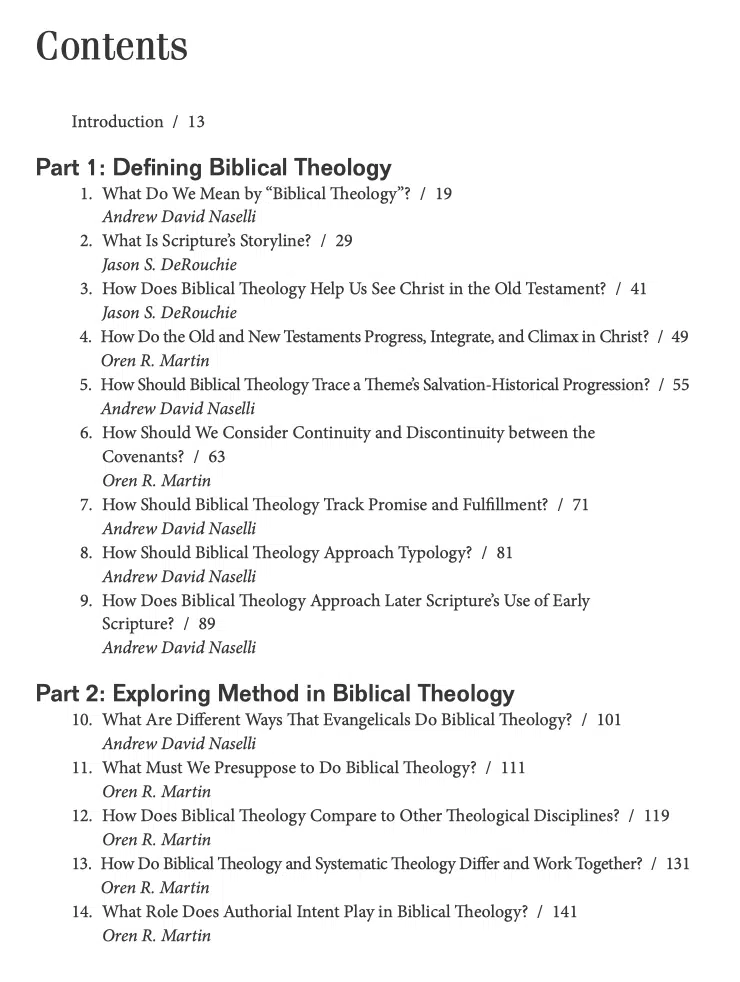 Contents
Introduction / 13
Part 1: Defining Biblical Theology
1. What Do We Mean by “Biblical Theology”? / 19
Andrew David Naselli
2. What Is Scripture’s Storyline? / 29
Jason S. DeRouchie
3. How Does Biblical Theology Help Us See Christ in the Old Testament? / 41
Jason S. DeRouchie
4. How Do the Old and New Testaments Progress, Integrate, and Climax in Christ? / 49
Oren R. Martin
5. How Should Biblical Theology Trace a Theme’s Salvation-Historical Progression? / 55
Andrew David Naselli
6. How Should We Consider Continuity and Discontinuity between the
Covenants? / 63
Oren R. Martin
7. How Should Biblical Theology Track Promise and Fulfillment? / 71
Andrew David Naselli
8. How Should Biblical Theology Approach Typology? / 81
Andrew David Naselli
9. How Does Biblical Theology Approach Later Scripture’s Use of Early
Scripture? / 89
Andrew David Naselli
Part 2: Exploring Method in Biblical Theology
10. What Are Different Ways That Evangelicals Do Biblical Theology? / 101
Andrew David Naselli
11. What Must We Presuppose to Do Biblical Theology? / 111
Oren R. Martin
12. How Does Biblical Theology Compare to Other Theological Disciplines? / 119
Oren R. Martin
13. How Do Biblical Theology and Systematic Theology Differ and Work Together? / 131
Oren R. Martin
14. What Role Does Authorial Intent Play in Biblical Theology? / 141
Oren R. Martin